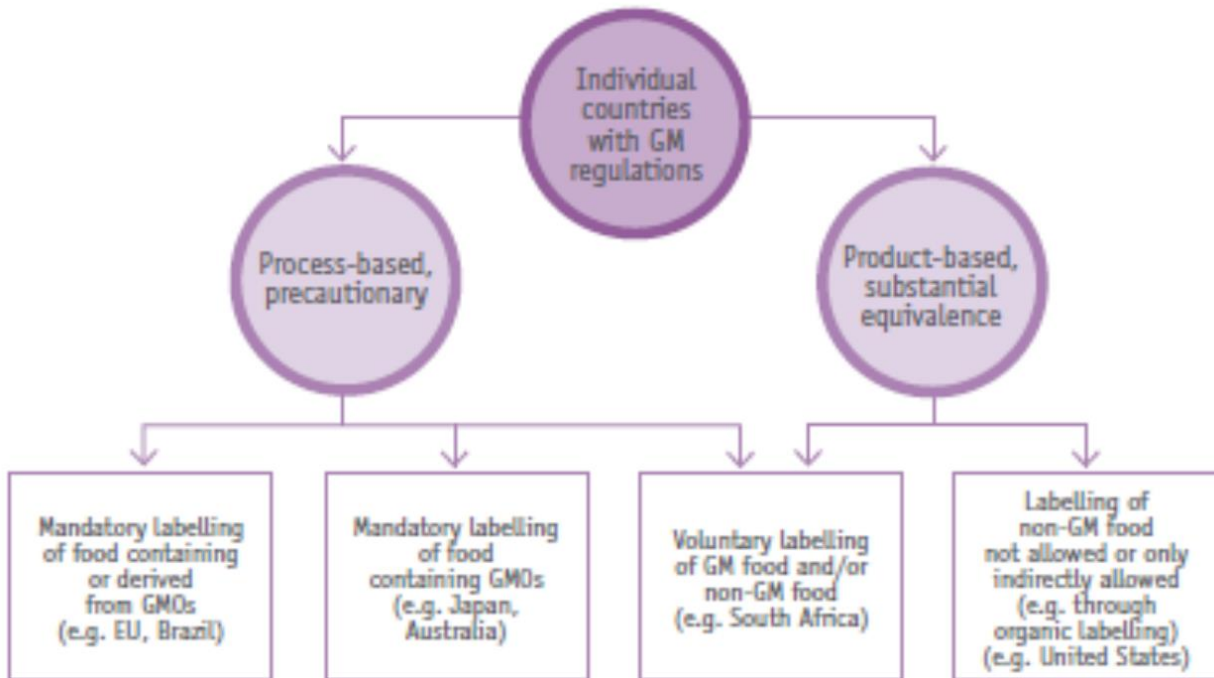 Individual
countries
with GM
regulations
Process-based,
precautionary
Product-based,
substantial
equivalence
Mandatory labelling
of food containing
or derived
from GMOs
(e.g. EU, Brazil)
Mandatory labelling
of food
containing GMOs
(e.g. Japan,
Australia)
Voluntary labelling
of GM food and/or
non-GM food
(e.g. South Africa)
Labelling of
non-GM food
not allowed or only
indirectly allowed
(e.g. through
organic labelling)
(e.g. United States)